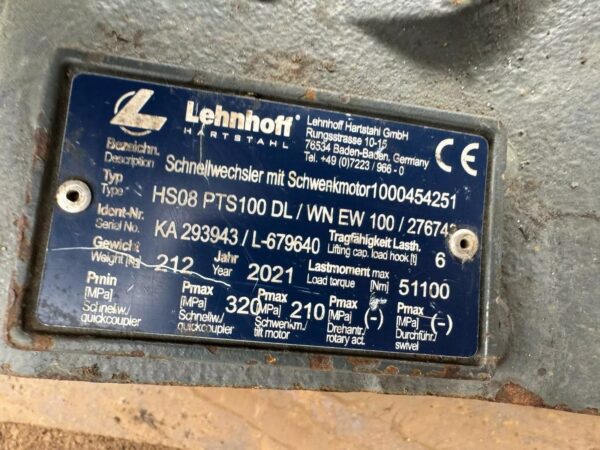 Lehnhoff®
HARTSTAHL
Lehnhoff Hartstahl GmbH
Rungsstrasse 10-15
76534 Baden-Baden, Germany
Tel. +49 (0)7223 / 966 - 0
CE
Bezeichn.
Description Schnellwechsler mit Schwenkmotor1000454251
Typ
Type HS08 PTS100 DL / WN EW 100 /
Ident-Nr.
Serial No. KA 293943 / L-679640 Tragfähigkeit Lasth.
Lifting cap. load hook [t] 6
Gewicht
Weight [kg] 212 Jahr
Year 2021 Lastmoment max
Load torque [Nm] 51100
Pmin
[MPa]
Schnellw./
quickcoupler
Pmax
[MPa] 320
Schnellw./
quickcoupler
Pmax
[MPa] 210
Schwenkm./
tilt motor
Pmax
[MPa] (-)
Drehantr./
rotary act.
Pmax
[MPa] (-)
Durchführ./
swivel